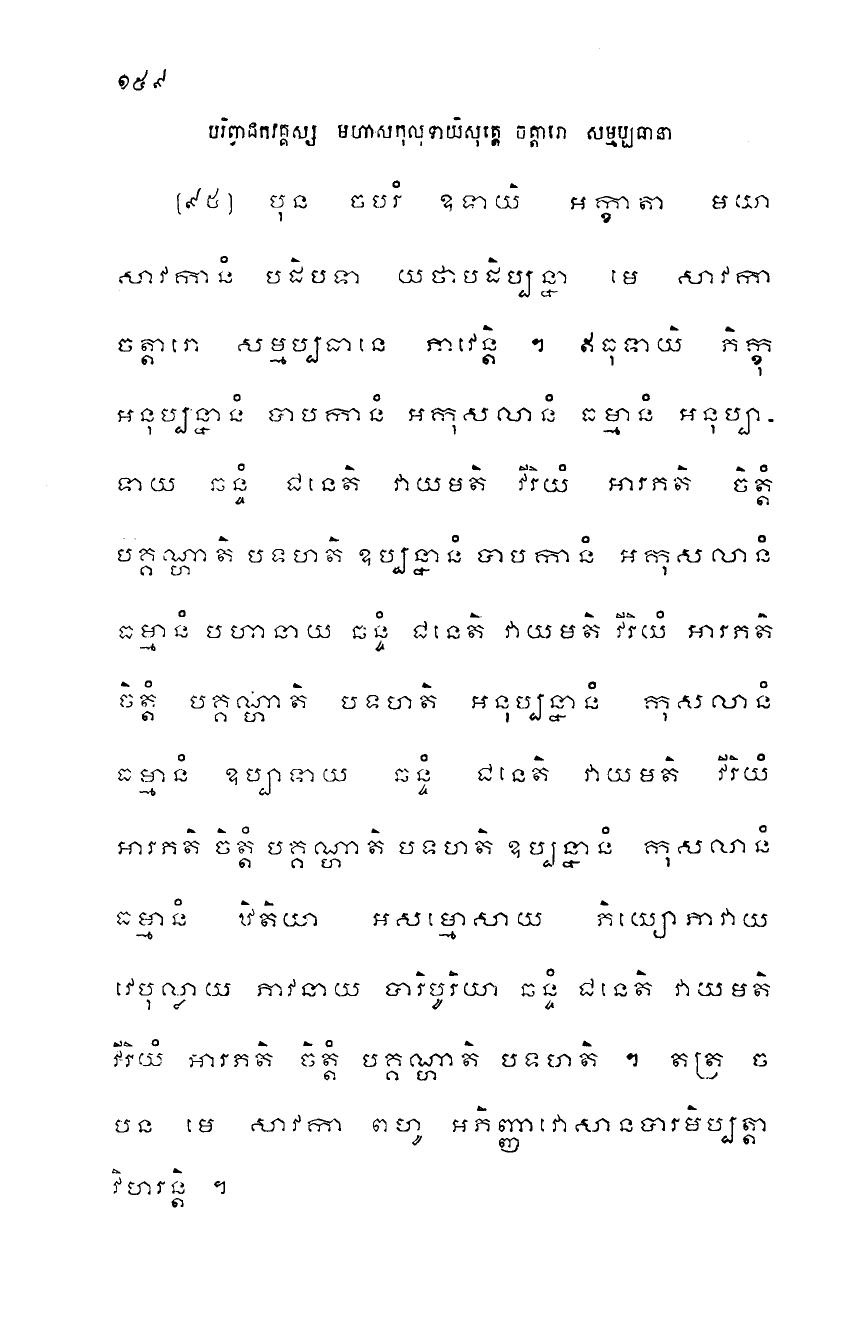 ១៥៩
បរិព្វាជកវគ្គស្ស មហាសកុលុទាយិសុត្តេ ចត្តារោ សម្មប្បធានា
[៩៥] បុន ចបរំ ឧទាយិ អក្ខាតា មយា
សាវកានំ បដិបទា យថាបដិប្បន្នា មេ សាវកា
ចត្តារោ សម្មប្បធានេ ភាវេន្តិ ។ ឥធុទាយិ ភិក្ខុ
អនុប្បន្នានំ បាបកានំ អកុសលានំ ធម្មានំ អនុប្បា-
ទាយ ឆន្ទំ ជនេតិ វាយមតិ វីរិយំ អារភតិ ចិត្តំ
បគ្គណ្ហាតិ បទហតិ ឧប្បន្នានំ បាបកានំ អកុសលានំ
ធម្មានំ បហានាយ ឆន្ទំ ជនេតិ វាយមតិ វីរិយំ អារភតិ
ចិត្តំ បគ្គណ្ហាតិ បទហតិ អនុប្បន្នានំ កុសលានំ
ធម្មានំ ឧប្បាទាយ ឆន្ទំ ជនេតិ វាយមតិ វីរិយំ
អារភតិ ចិត្តំ បគ្គណ្ហាតិ បទហតិ ឧប្បន្នានំ កុសលានំ
ធម្មានំ ឋិតិយា អសម្មោសាយ ភិយ្យោភាវាយ
វេបុល្លាយ ភាវនាយ បារិបូរិយា ឆន្ទំ ជនេតិ វាយមតិ
វីរិយំ អារភតិ ចិត្តំ បគ្គណ្ហាតិ បទហតិ ។ តត្រ ច
បន មេ សាវកា ពហូ អភិញ្ញាវោសានបារមិប្បត្តា
វិហរន្តិ ។